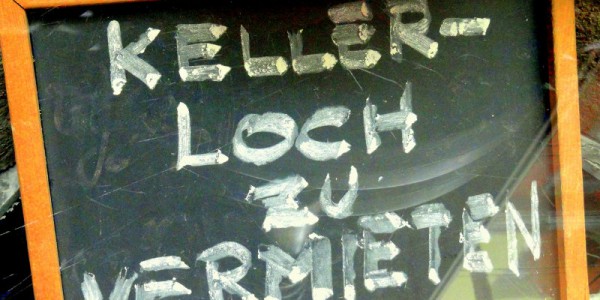 KELLER-
LOCH
ZU
VERMIETEN